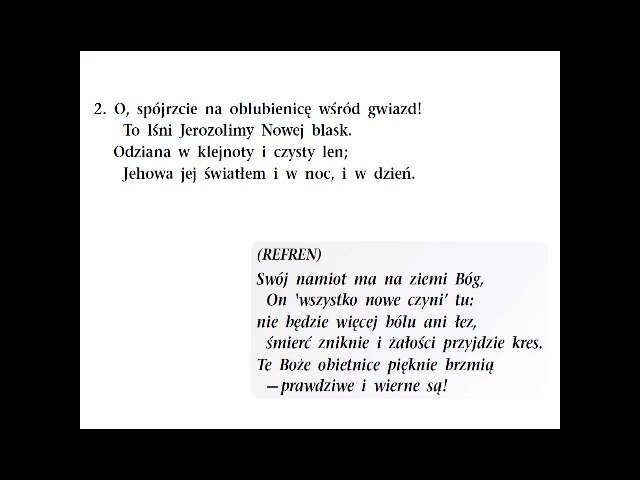 2. O, spójrzcie na oblubienicę wśród gwiazd!
To lśni Jerozolimy Nowej blask.
Odziana w klejnoty i czysty len;
Jehowa jej światłem i w noc, i w dzień.
(REFREN)
Swój namiot ma na ziemi Bóg,
On 'wszystko nowe czyni' tu:
nie będzie więcej bólu ani łez,
śmierć zniknie i żałości przyjdzie kres.
Te Boże obietnice pięknie brzmią
—prawdziwe i wierne są!